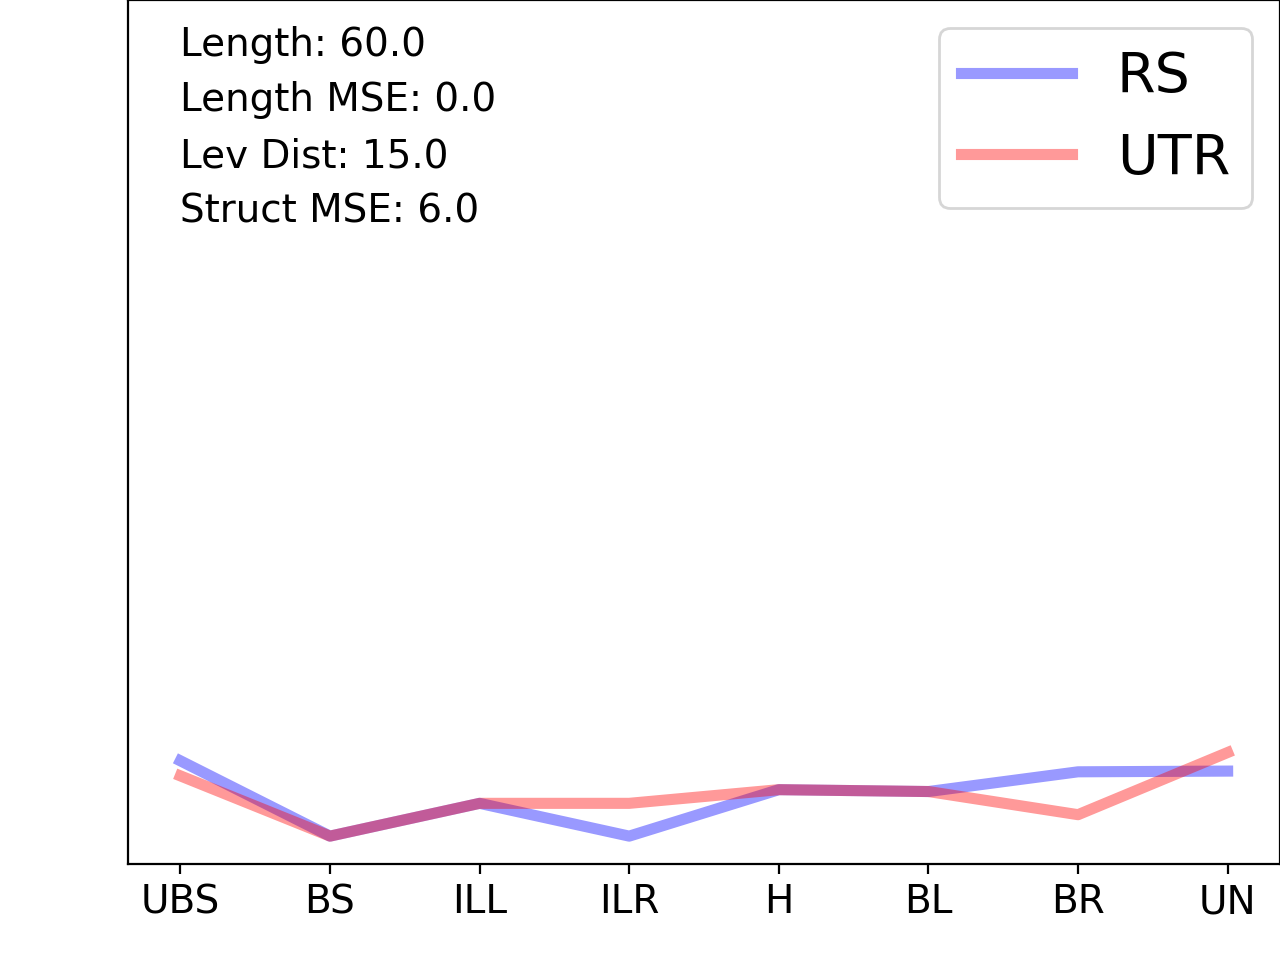 Length: 60.0
Length MSE: 0.0
Lev Dist: 15.0
Struct MSE: 6.0
RS
UTR
UBS BS ILL ILR H BL BR UN